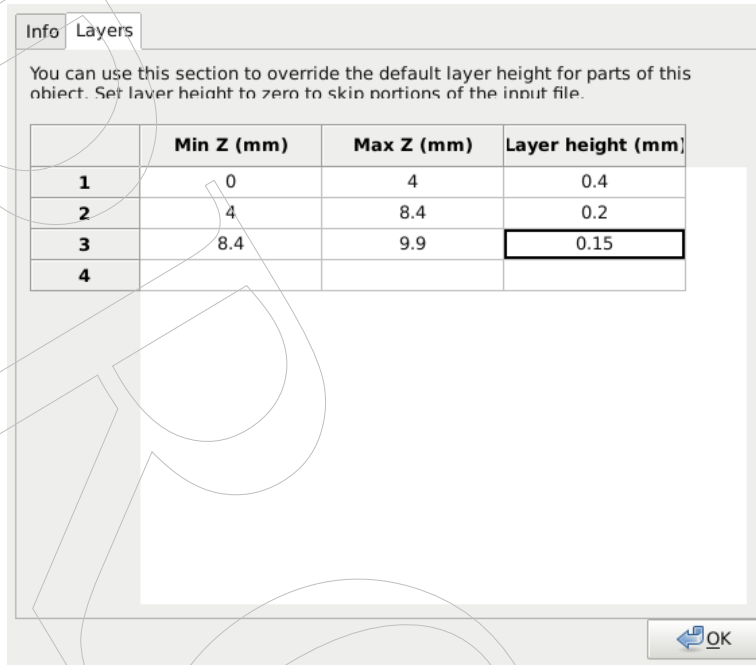 Info Layers
You can use this section to override the default layer height for parts of this
object. Set layer height to zero to skip portions of the input file.
Min Z (mm) Max Z (mm) Layer height (mm)
1 0 4 0.4
2 4 8.4 0.2
3 8.4 9.9 0.15
4
OK